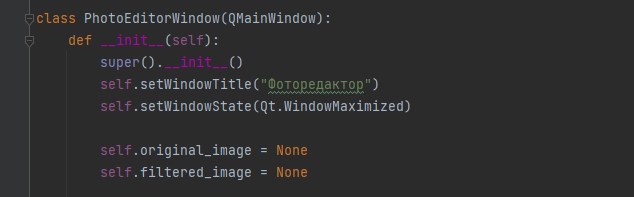 class PhotoEditorWindow(QMainWindow):
    def __init__(self):
        super().__init__()
        self.setWindowTitle("Фоторедактор")
        self.setWindowState(Qt.WindowMaximized)

        self.original_image = None
        self.filtered_image = None